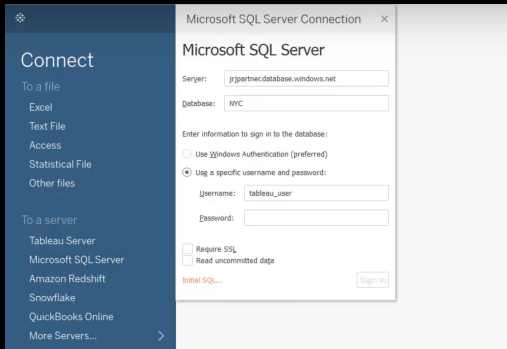 Connect
To a file
Excel
Text File
Access
Statistical File
Other files
To a server
Tableau Server
Microsoft SQL Server
Amazon Redshift
Snowflake
QuickBooks Online
More Servers...
Microsoft SQL Server Connection
Microsoft SQL Server
Server: jrjpartner.database.windows.net
Database: NYC
Enter information to sign in to the database:
Use Windows Authentication (preferred)
Use a specific username and password:
Username: tableau_user
Password:
Require SSL
Read uncommitted data
Initial SQL... Sign In